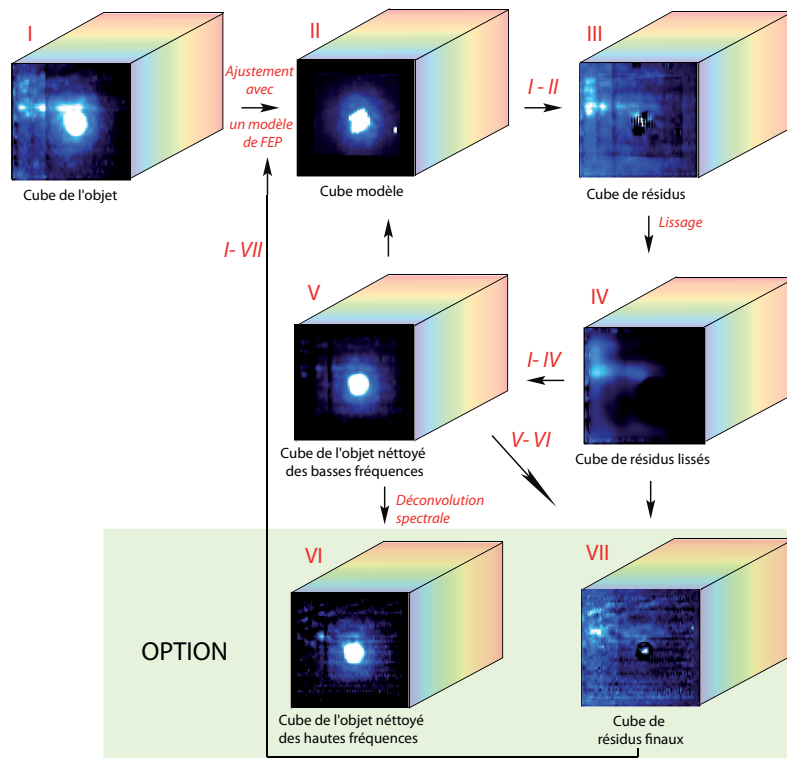 I
II
III
Ajustement
avec
un modèle
de FEP
I - II
Cube de l'objet
Cube modèle
Cube de résidus
Lissage
I- VII
V
IV
I- IV
V- VI
Cube de l'objet néttoyé
des basses fréquences
Cube de résidus lissés
Déconvolution
spectrale
VI
VII
OPTION
Cube de l'objet néttoyé
des hautes fréquences
Cube de
résidus finaux